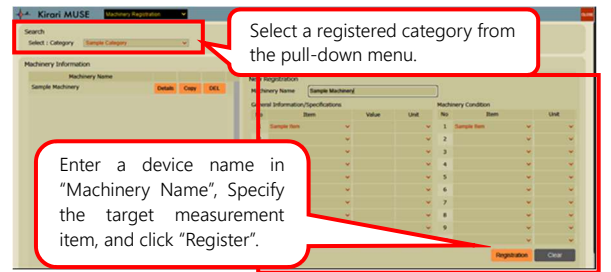 Kirari MUSE Machinery Registration
Search
Select : Category Sample Category
Select a registered category from
the pull-down menu.
Machinery Information
Machinery Name
Sample Machinery Details Copy DEL
New Registration
Machinery Name Sample Machinery
General Information/Specifications Machinery Condition
No Item Value Unit No Item Unit
Sample Item 1 Sample Item
2
3
4
5
6
7
8
9
Enter a device name in
“Machinery Name”, Specify
the target measurement
item, and click “Register”.
Registration Clear